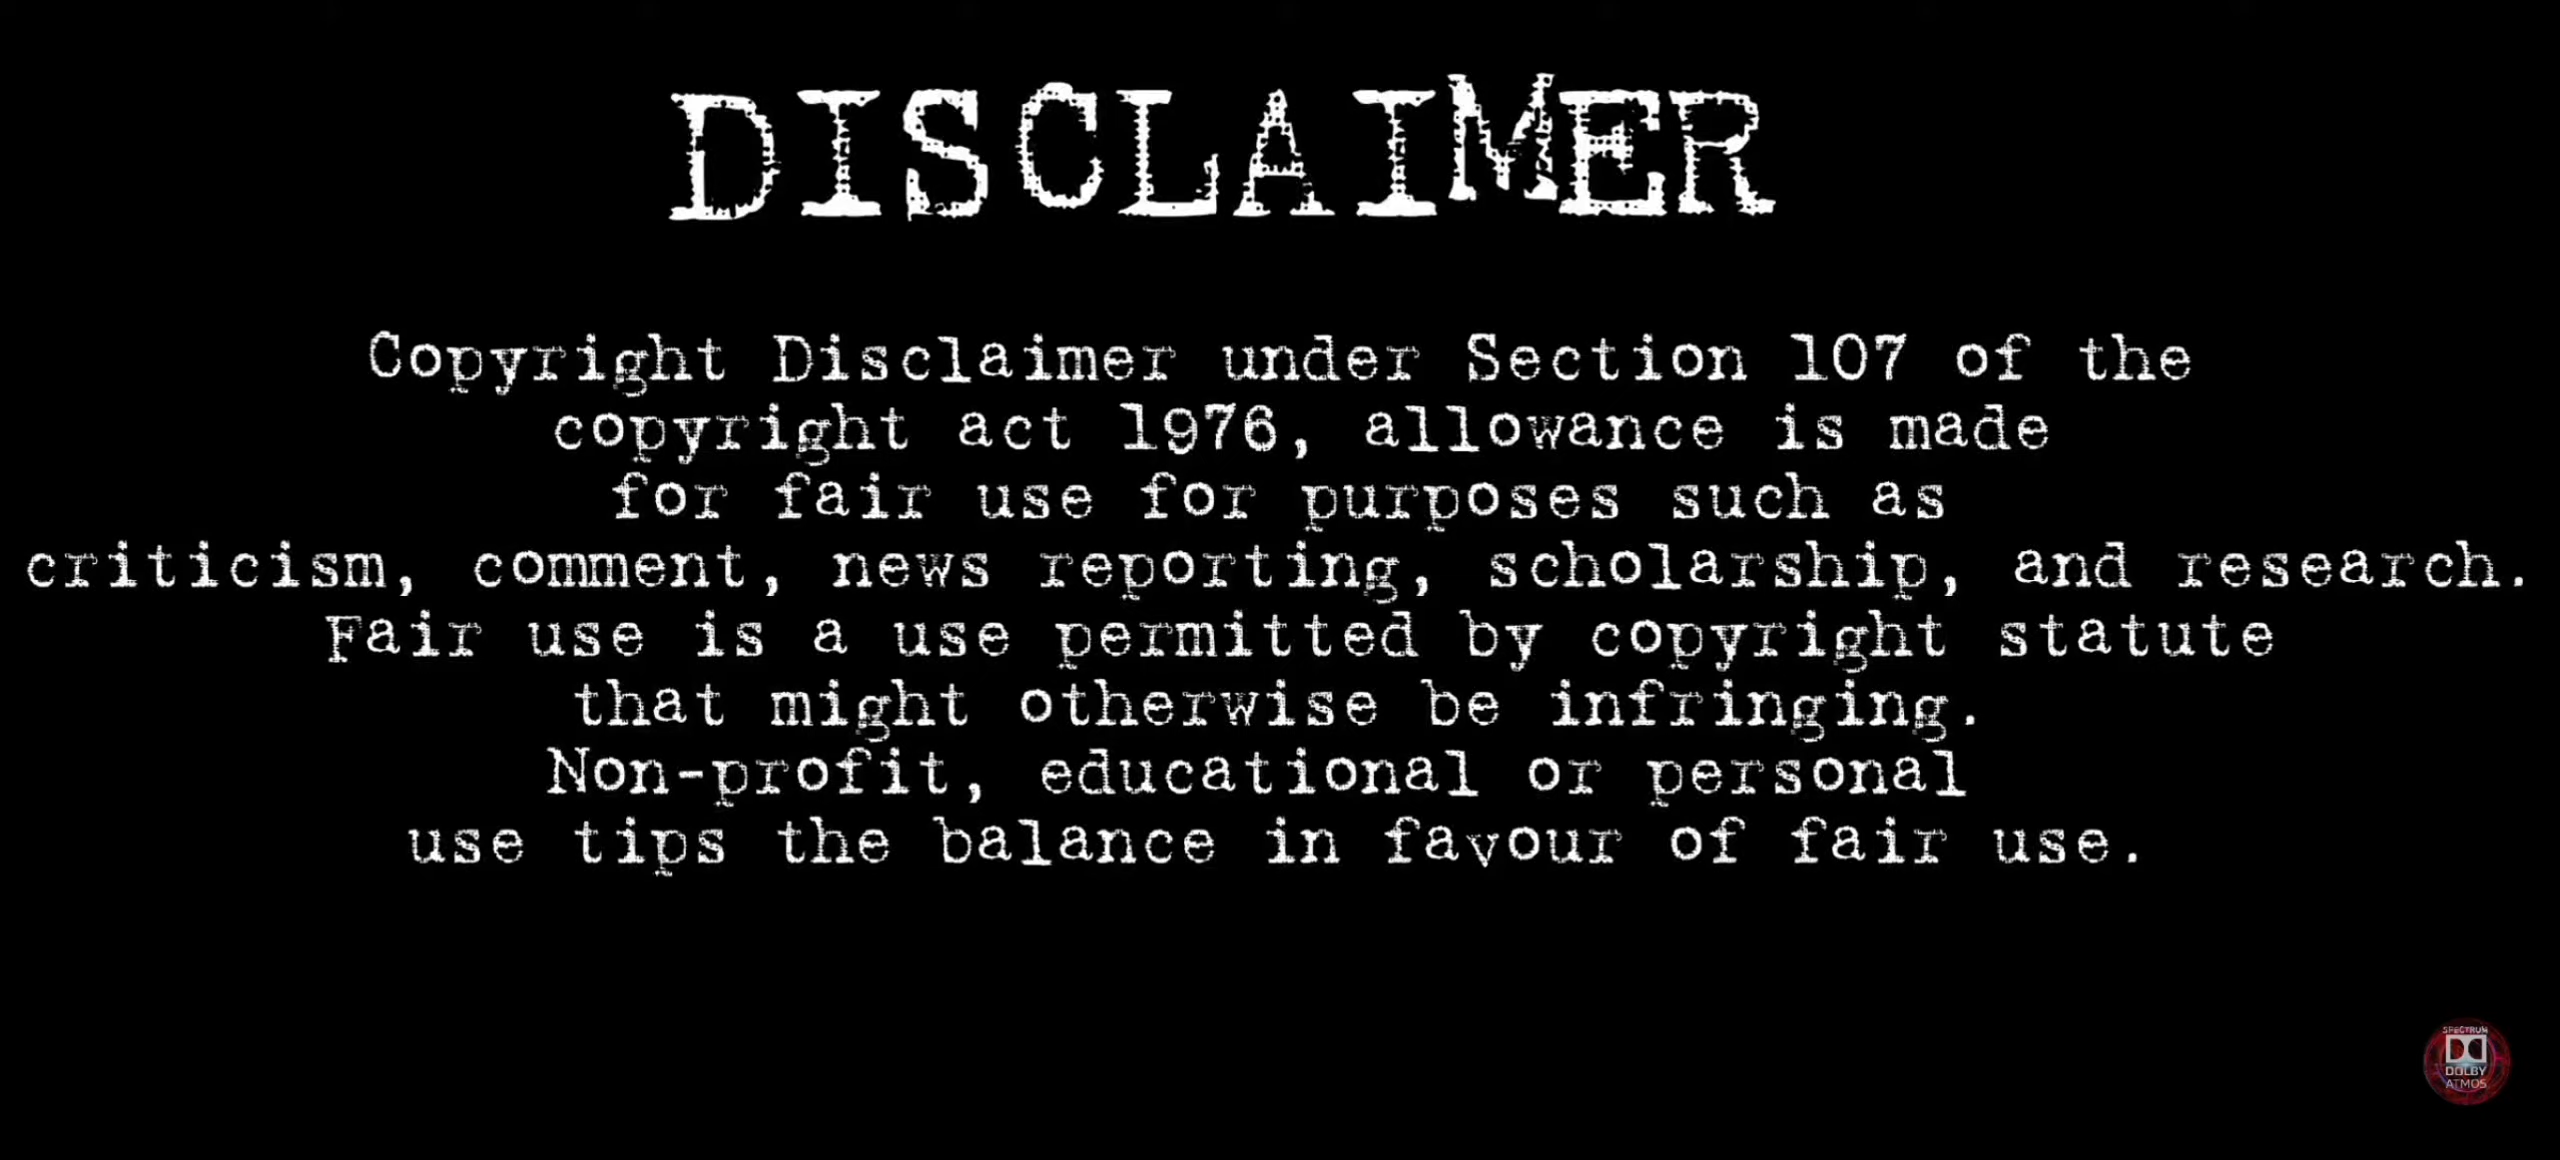 DISCLAIMER
Copyright Disclaimer under Section 107 of the
copyright act 1976, allowance is made
for fair use for purposes such as
criticism, comment, news reporting, scholarship, and research.
Fair use is a use permitted by copyright statute
that might otherwise be infringing.
Non-profit, educational or personal
use tips the balance in favour of fair use.
SPECTRUM
DOLBY
ATMOS